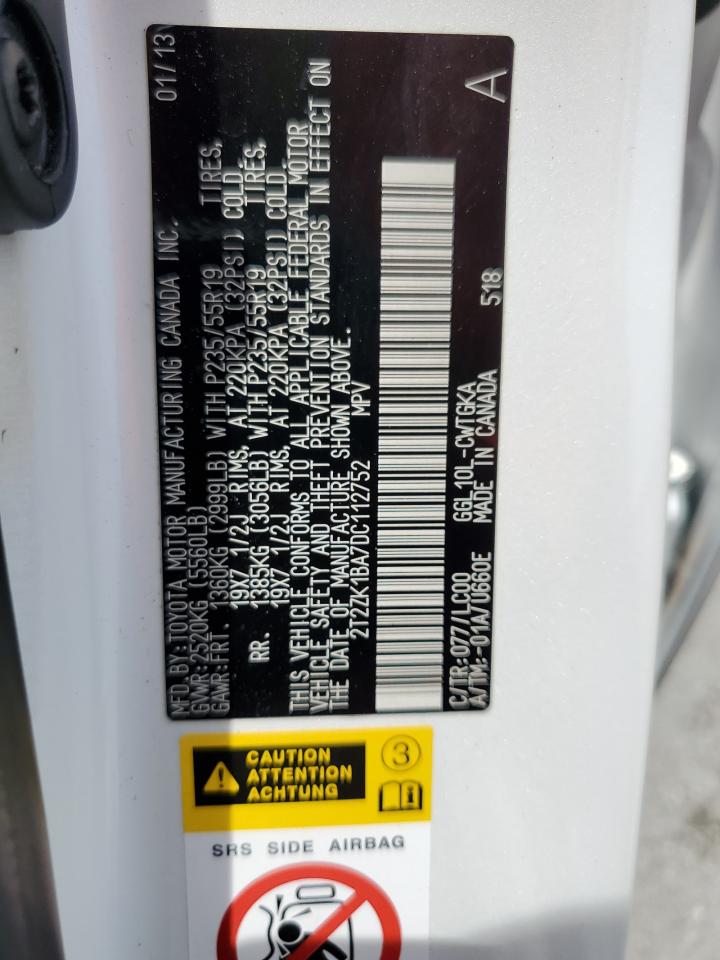 MFD.BY:TOYOTA MOTOR MANUFACTURING CANADA INC. 01/13
GVWR:2520KG (5560LB)
GAWR:FRT. 1360KG (2999LB) WITH P235/55R19 TIRES,
19X7 1/2J RIMS, AT 220KPA (32PSI) COLD.
RR. 1385KG (3056LB) WITH P235/55R19 TIRES,
19X7 1/2J RIMS, AT 220KPA (32PSI) COLD.
THIS VEHICLE CONFORMS TO ALL APPLICABLE FEDERAL MOTOR
VEHICLE SAFETY AND THEFT PREVENTION STANDARDS IN EFFECT ON
THE DATE OF MANUFACTURE SHOWN ABOVE.
2T2ZK1BA7DC112752 MPV
C/TR:077/LC00 GGL10L-CWTGKA
A/TM:-01A/U660E MADE IN CANADA 518 A
CAUTION
ATTENTION
ACHTUNG
3
SRS SIDE AIRBAG